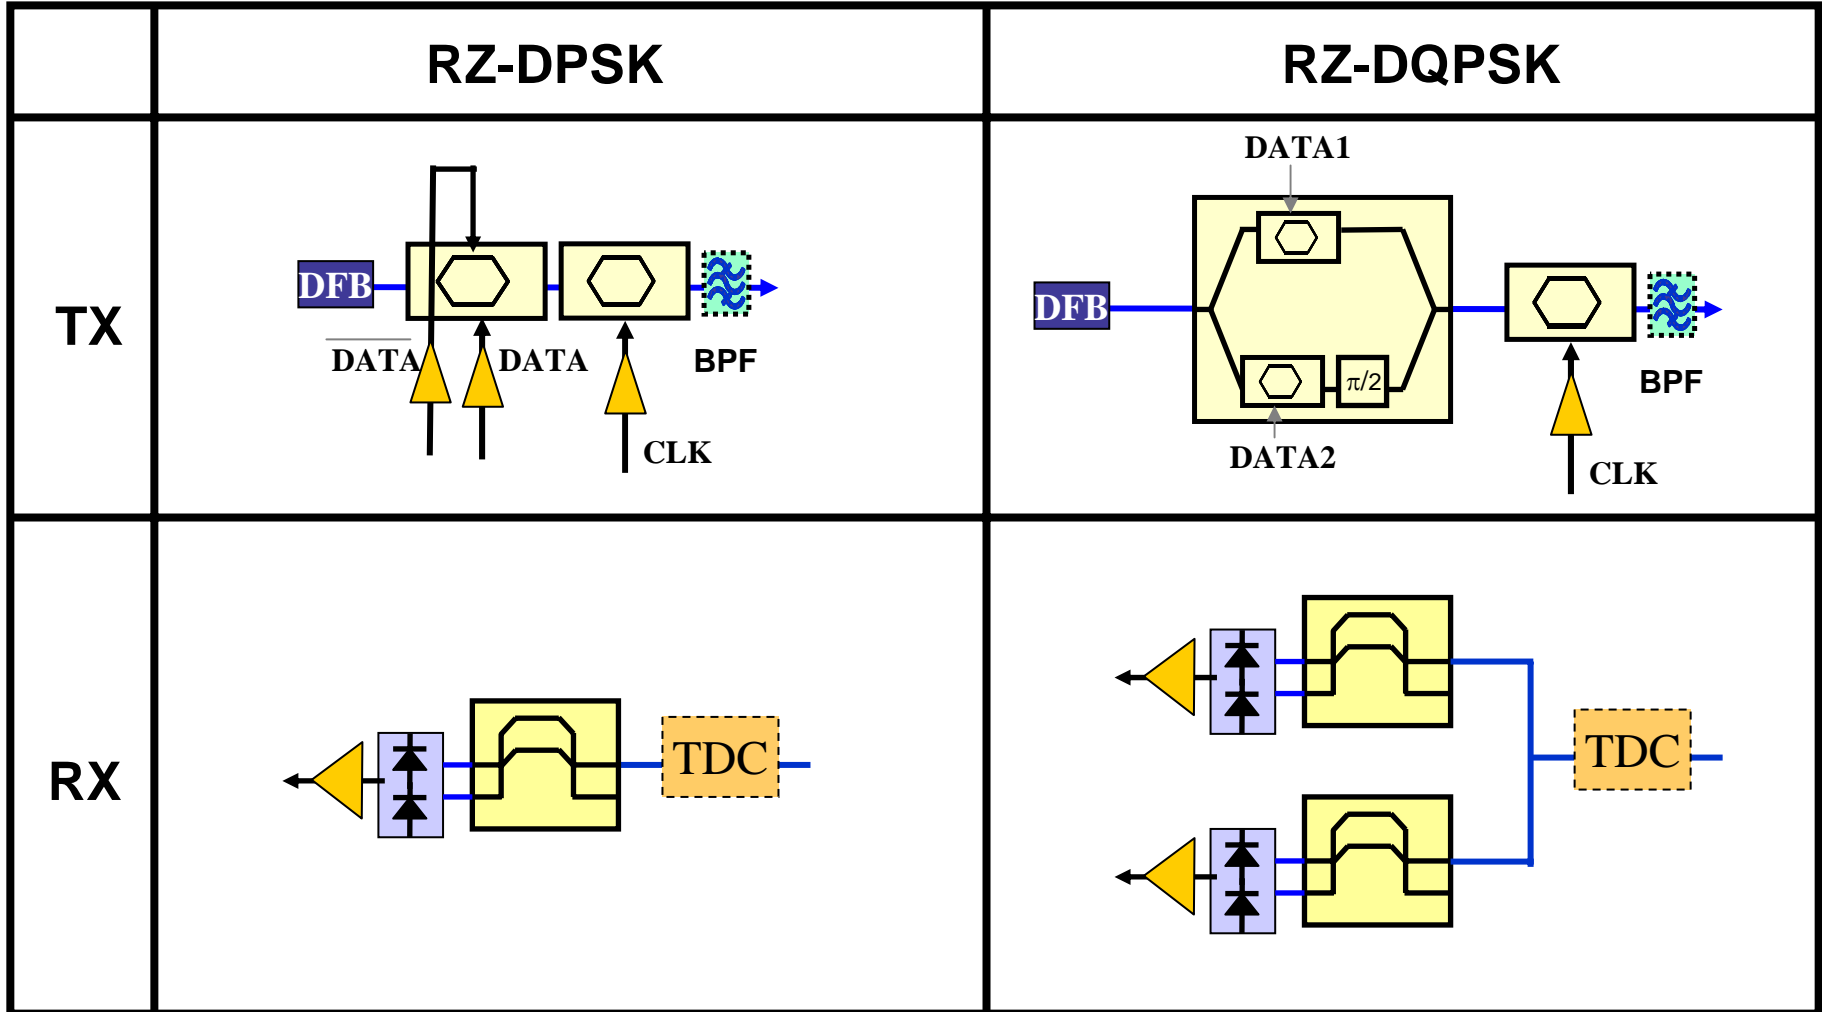 RZ-DPSK
RZ-DQPSK
TX
DFB
DATA
DATA
CLK
BPF
DATA1
DFB
π/2
DATA2
CLK
BPF
RX
TDC
TDC